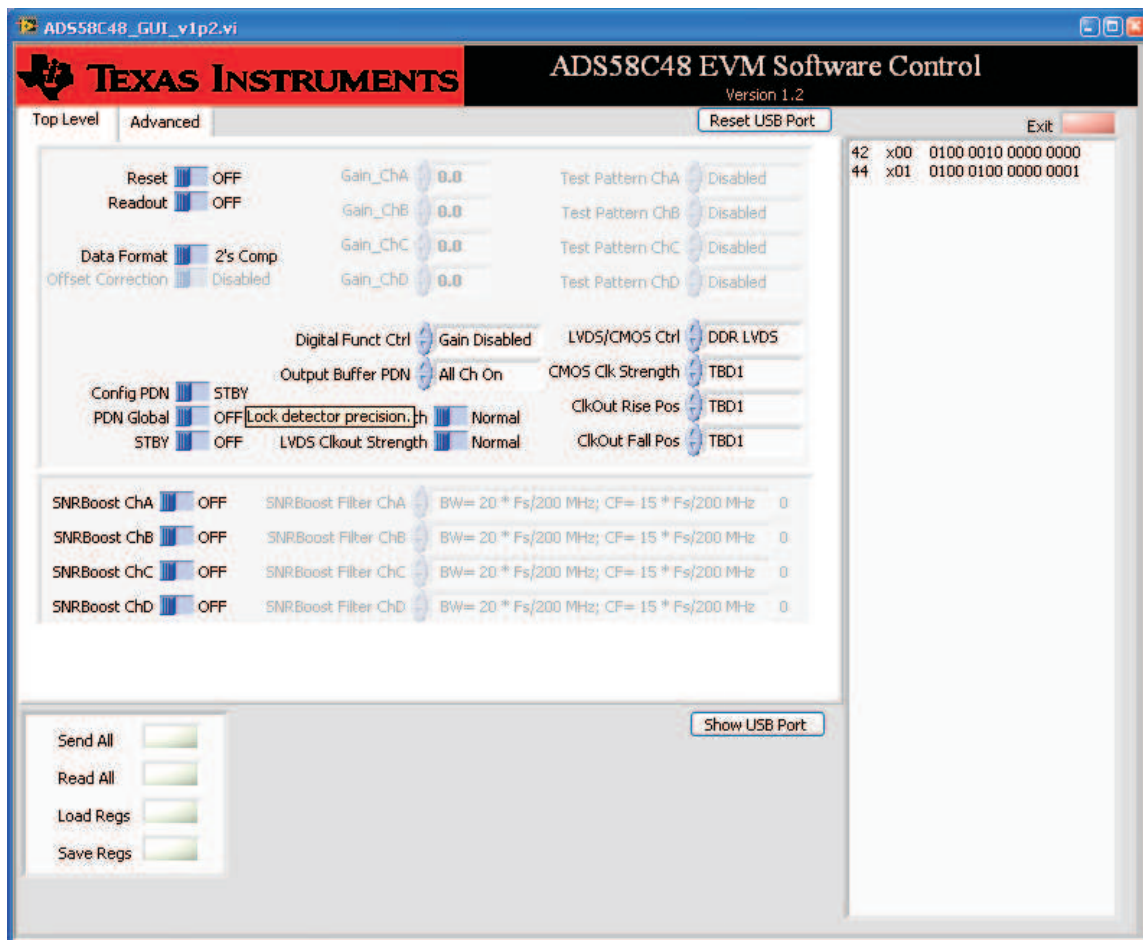 ADS58C48_GUI_v1p2.vi
TEXAS INSTRUMENTS
ADS58C48 EVM Software Control
Version 1.2
Top Level Advanced Reset USB Port Exit
42 x00 0100 0010 0000 0000
44 x01 0100 0100 0000 0001
Reset OFF Gain_ChA 0.0 Test Pattern ChA Disabled
Readout OFF Gain_ChB 0.0 Test Pattern ChB Disabled
Data Format 2's Comp Gain_ChC 0.0 Test Pattern ChC Disabled
Offset Correction Disabled Gain_ChD 0.0 Test Pattern ChD Disabled
Digital Funct Ctrl Gain Disabled LVDS/CMOS Ctrl DDR LVDS
Output Buffer PDN All Ch On CMOS Clk Strength TBD1
Config PDN STBY
PDN Global OFF Lock detector precision. th Normal ClkOut Rise Pos TBD1
STBY OFF LVDS Clkout Strength Normal ClkOut Fall Pos TBD1
SNRBoost ChA OFF SNRBoost Filter ChA BW= 20 * Fs/200 MHz; CF= 15 * Fs/200 MHz 0
SNRBoost ChB OFF SNRBoost Filter ChB BW= 20 * Fs/200 MHz; CF= 15 * Fs/200 MHz 0
SNRBoost ChC OFF SNRBoost Filter ChC BW= 20 * Fs/200 MHz; CF= 15 * Fs/200 MHz 0
SNRBoost ChD OFF SNRBoost Filter ChD BW= 20 * Fs/200 MHz; CF= 15 * Fs/200 MHz 0
Show USB Port
Send All
Read All
Load Regs
Save Regs